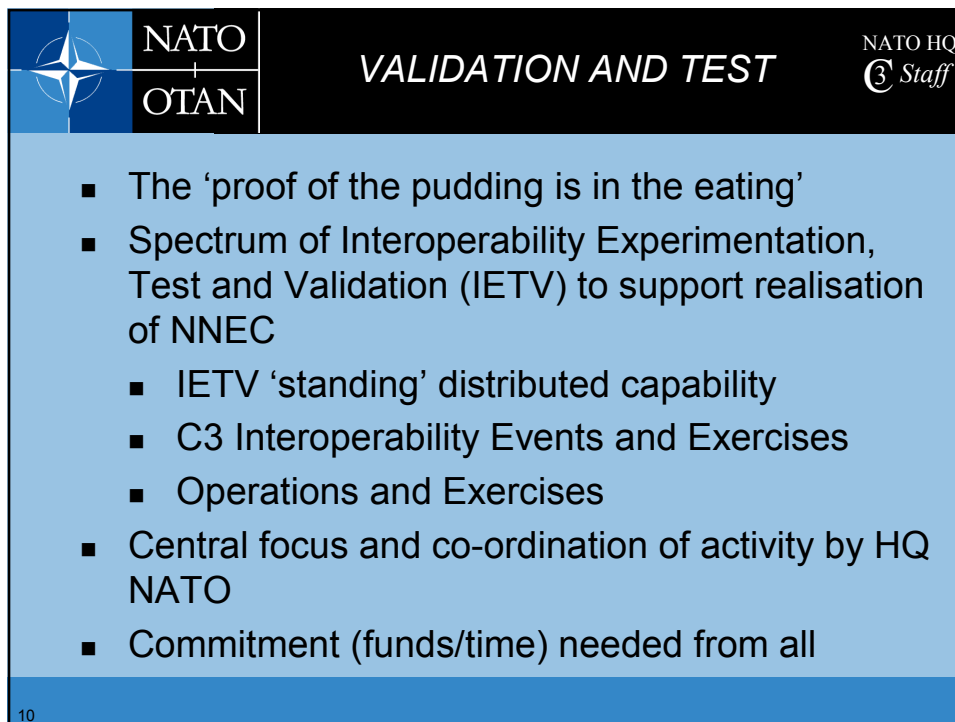 NATO
OTAN
VALIDATION AND TEST
NATO HQ
C3 Staff
▪ The ‘proof of the pudding is in the eating’
▪ Spectrum of Interoperability Experimentation,
Test and Validation (IETV) to support realisation
of NNEC
▪ IETV ‘standing’ distributed capability
▪ C3 Interoperability Events and Exercises
▪ Operations and Exercises
▪ Central focus and co-ordination of activity by HQ
NATO
▪ Commitment (funds/time) needed from all
10